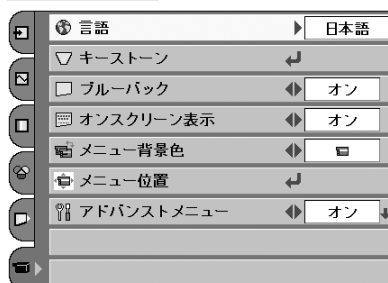 言語 日本語
キーストーン
ブルーバック オン
オンスクリーン表示 オン
メニュー背景色
メニュー位置
アドバンストメニュー オン